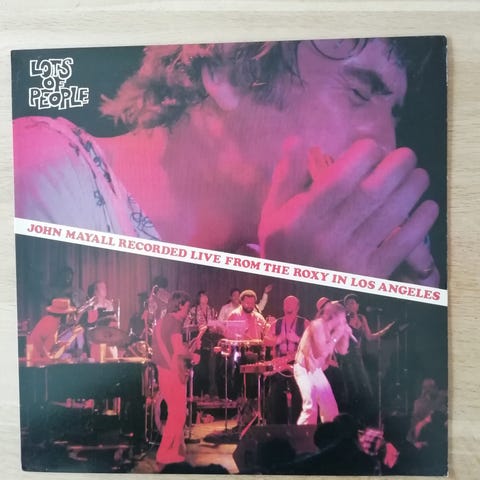 LOTS
OF
PEOPLE
JOHN MAYALL RECORDED LIVE FROM THE ROXY IN LOS ANGELES